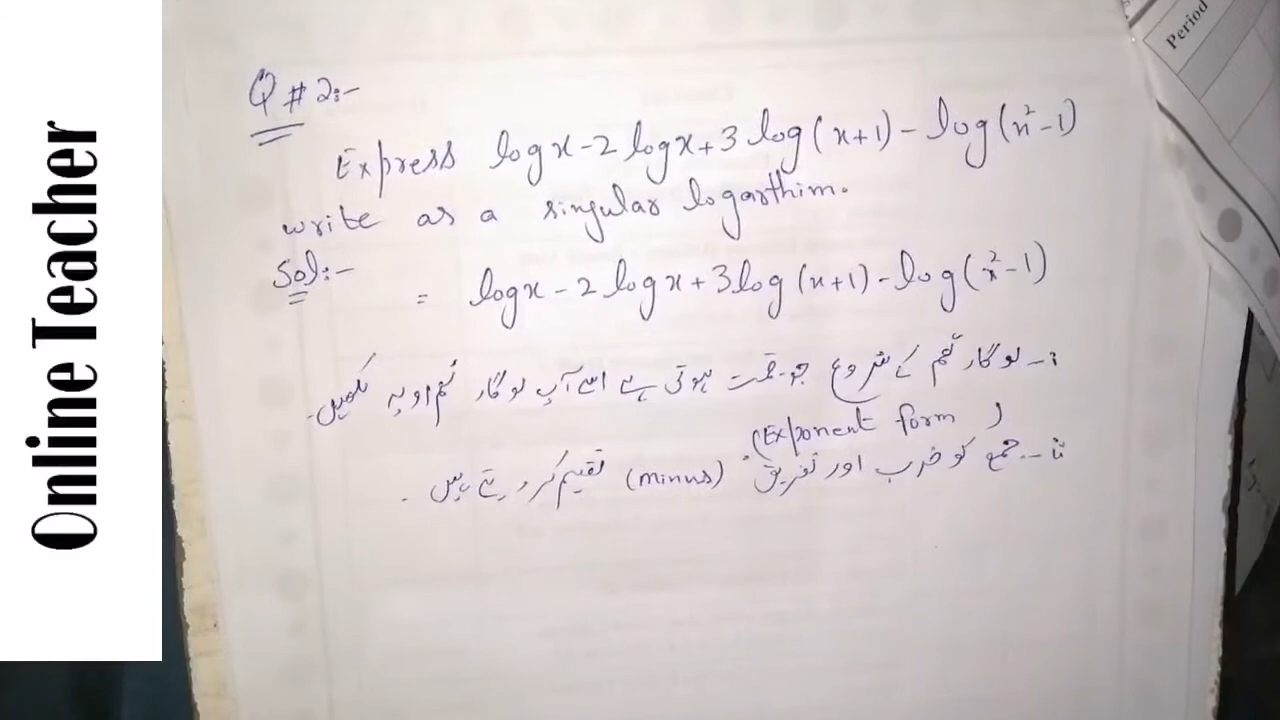 Online Teacher
Period
Q # 2:-
Express log x - 2 log x + 3 log (x+1) - log (x² - 1)
write as a singular logarthim.
Sol:-
= log x - 2 log x + 3 log (x+1) - log (x² - 1)
i- لوگارتھم کے شروع جو قیمت ہوتی ہے اسے آپ لوگارتھم اوپر لکھیں۔
(Exponent form)
ii- جمع کو ضرب اور تفریق (minus) تقسیم کر دیتے ہیں۔